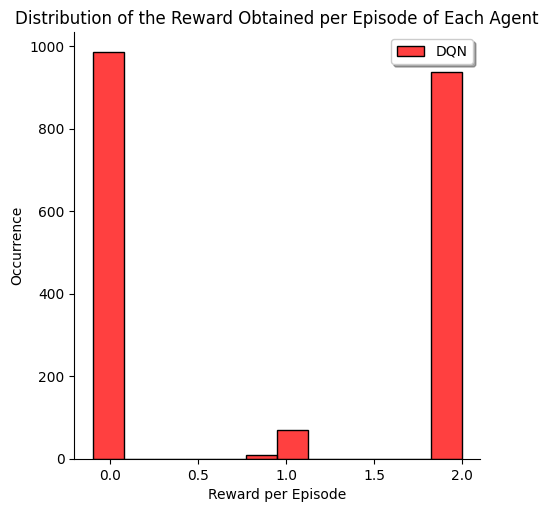 Distribution of the Reward Obtained per Episode of Each Agent
DQN
1000
800
600
400
200
0
Occurrence
0.0 0.5 1.0 1.5 2.0
Reward per Episode